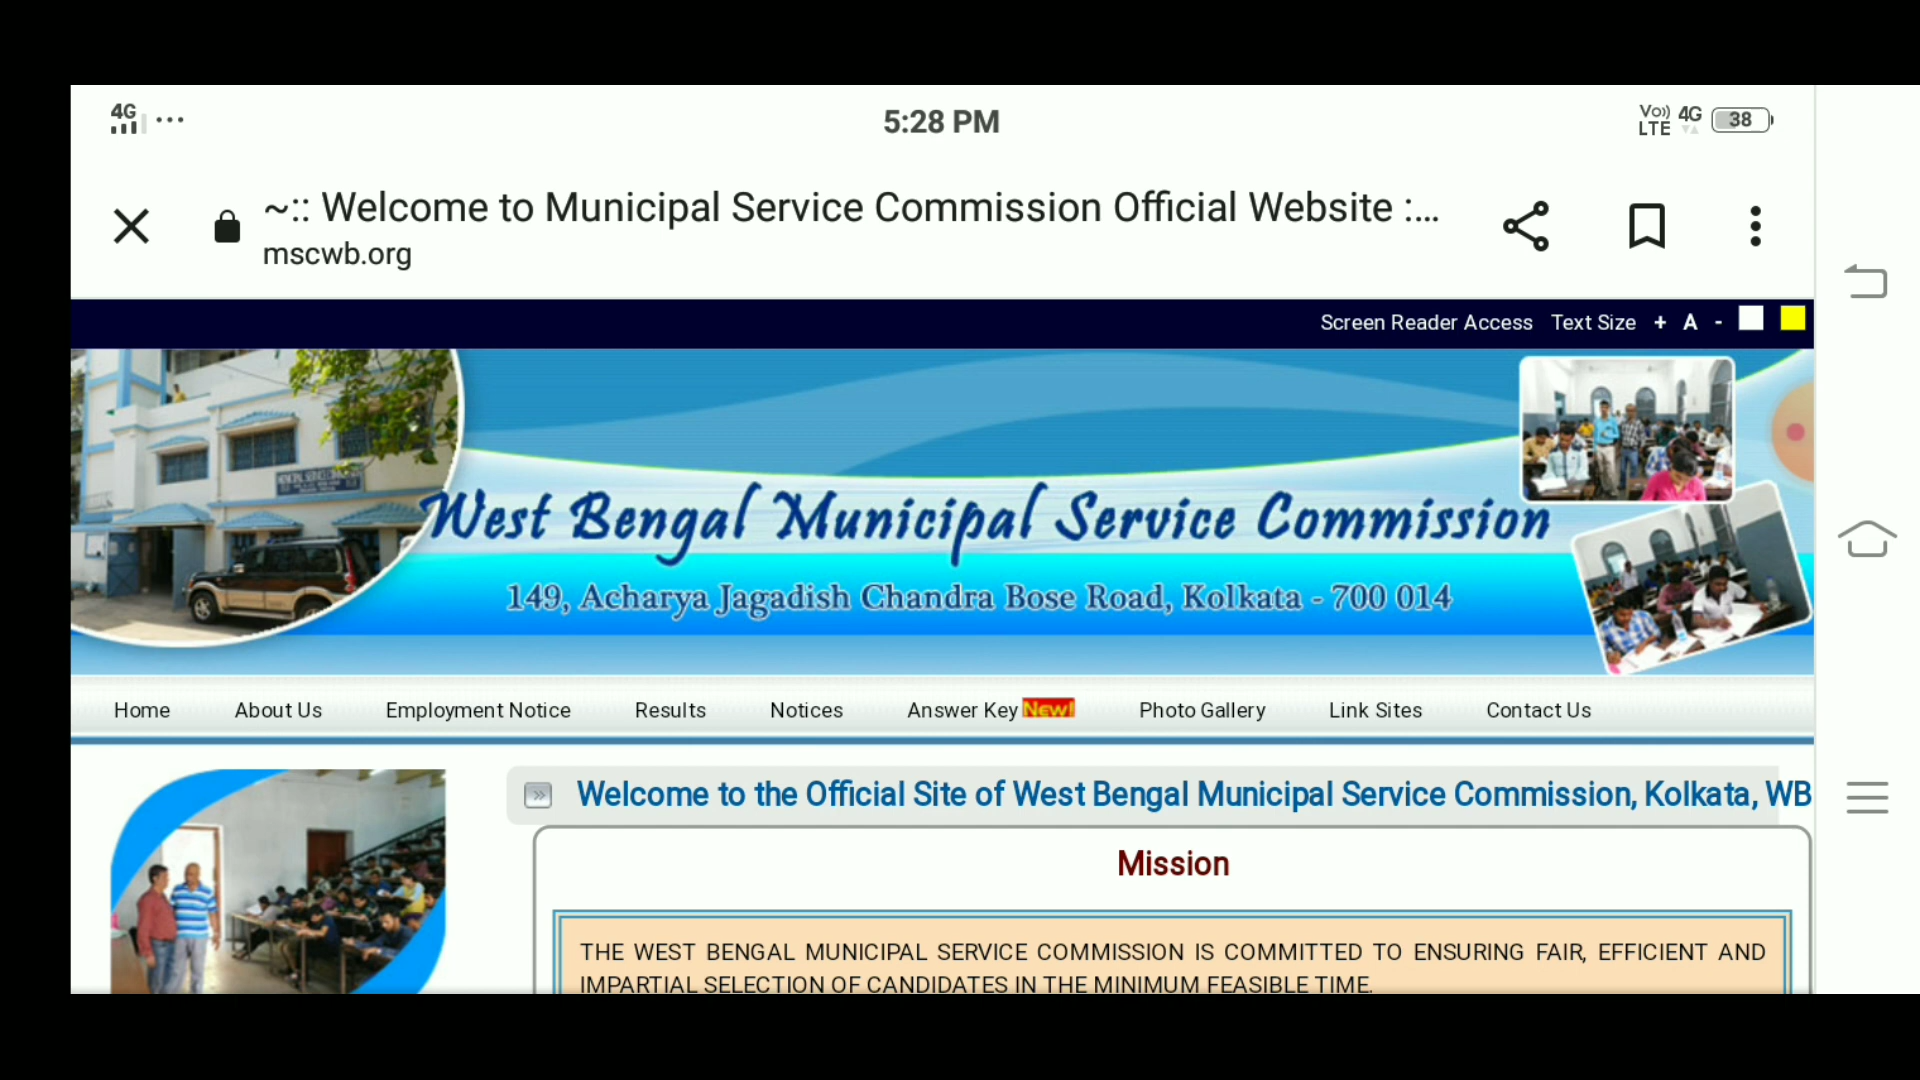 4G
5:28 PM
Vo)) LTE 4G 38
~:: Welcome to Municipal Service Commission Official Website :...
mscwb.org
Screen Reader Access Text Size + A -
West Bengal Municipal Service Commission
149, Acharya Jagadish Chandra Bose Road, Kolkata - 700 014
Home About Us Employment Notice Results Notices Answer Key New! Photo Gallery Link Sites Contact Us
Welcome to the Official Site of West Bengal Municipal Service Commission, Kolkata, WB
Mission
THE WEST BENGAL MUNICIPAL SERVICE COMMISSION IS COMMITTED TO ENSURING FAIR, EFFICIENT AND
IMPARTIAL SELECTION OF CANDIDATES IN THE MINIMUM FEASIBLE TIME.